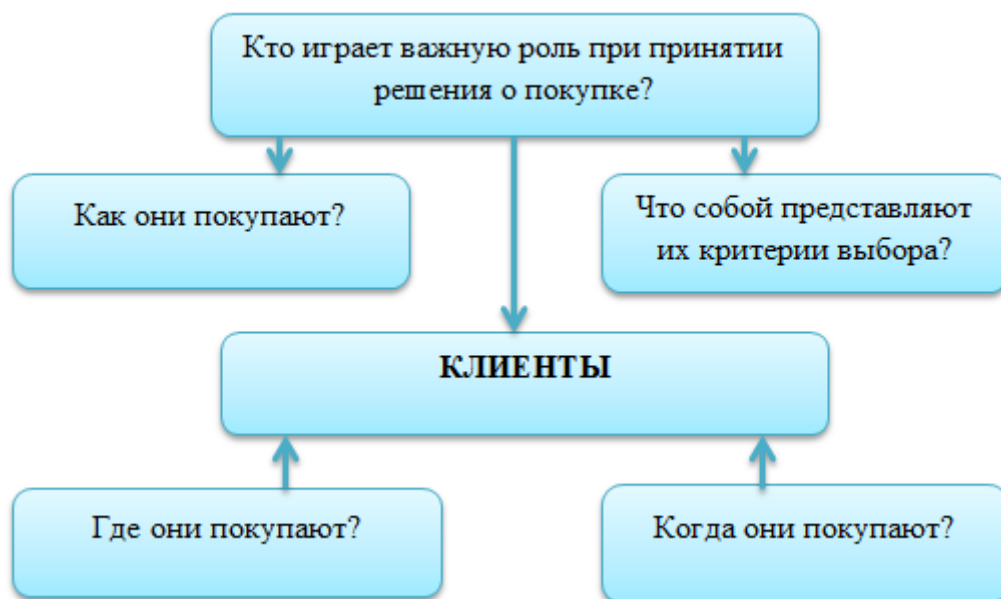 Кто играет важную роль при принятии
решения о покупке?
Как они покупают?
Что собой представляют
их критерии выбора?
КЛИЕНТЫ
Где они покупают?
Когда они покупают?